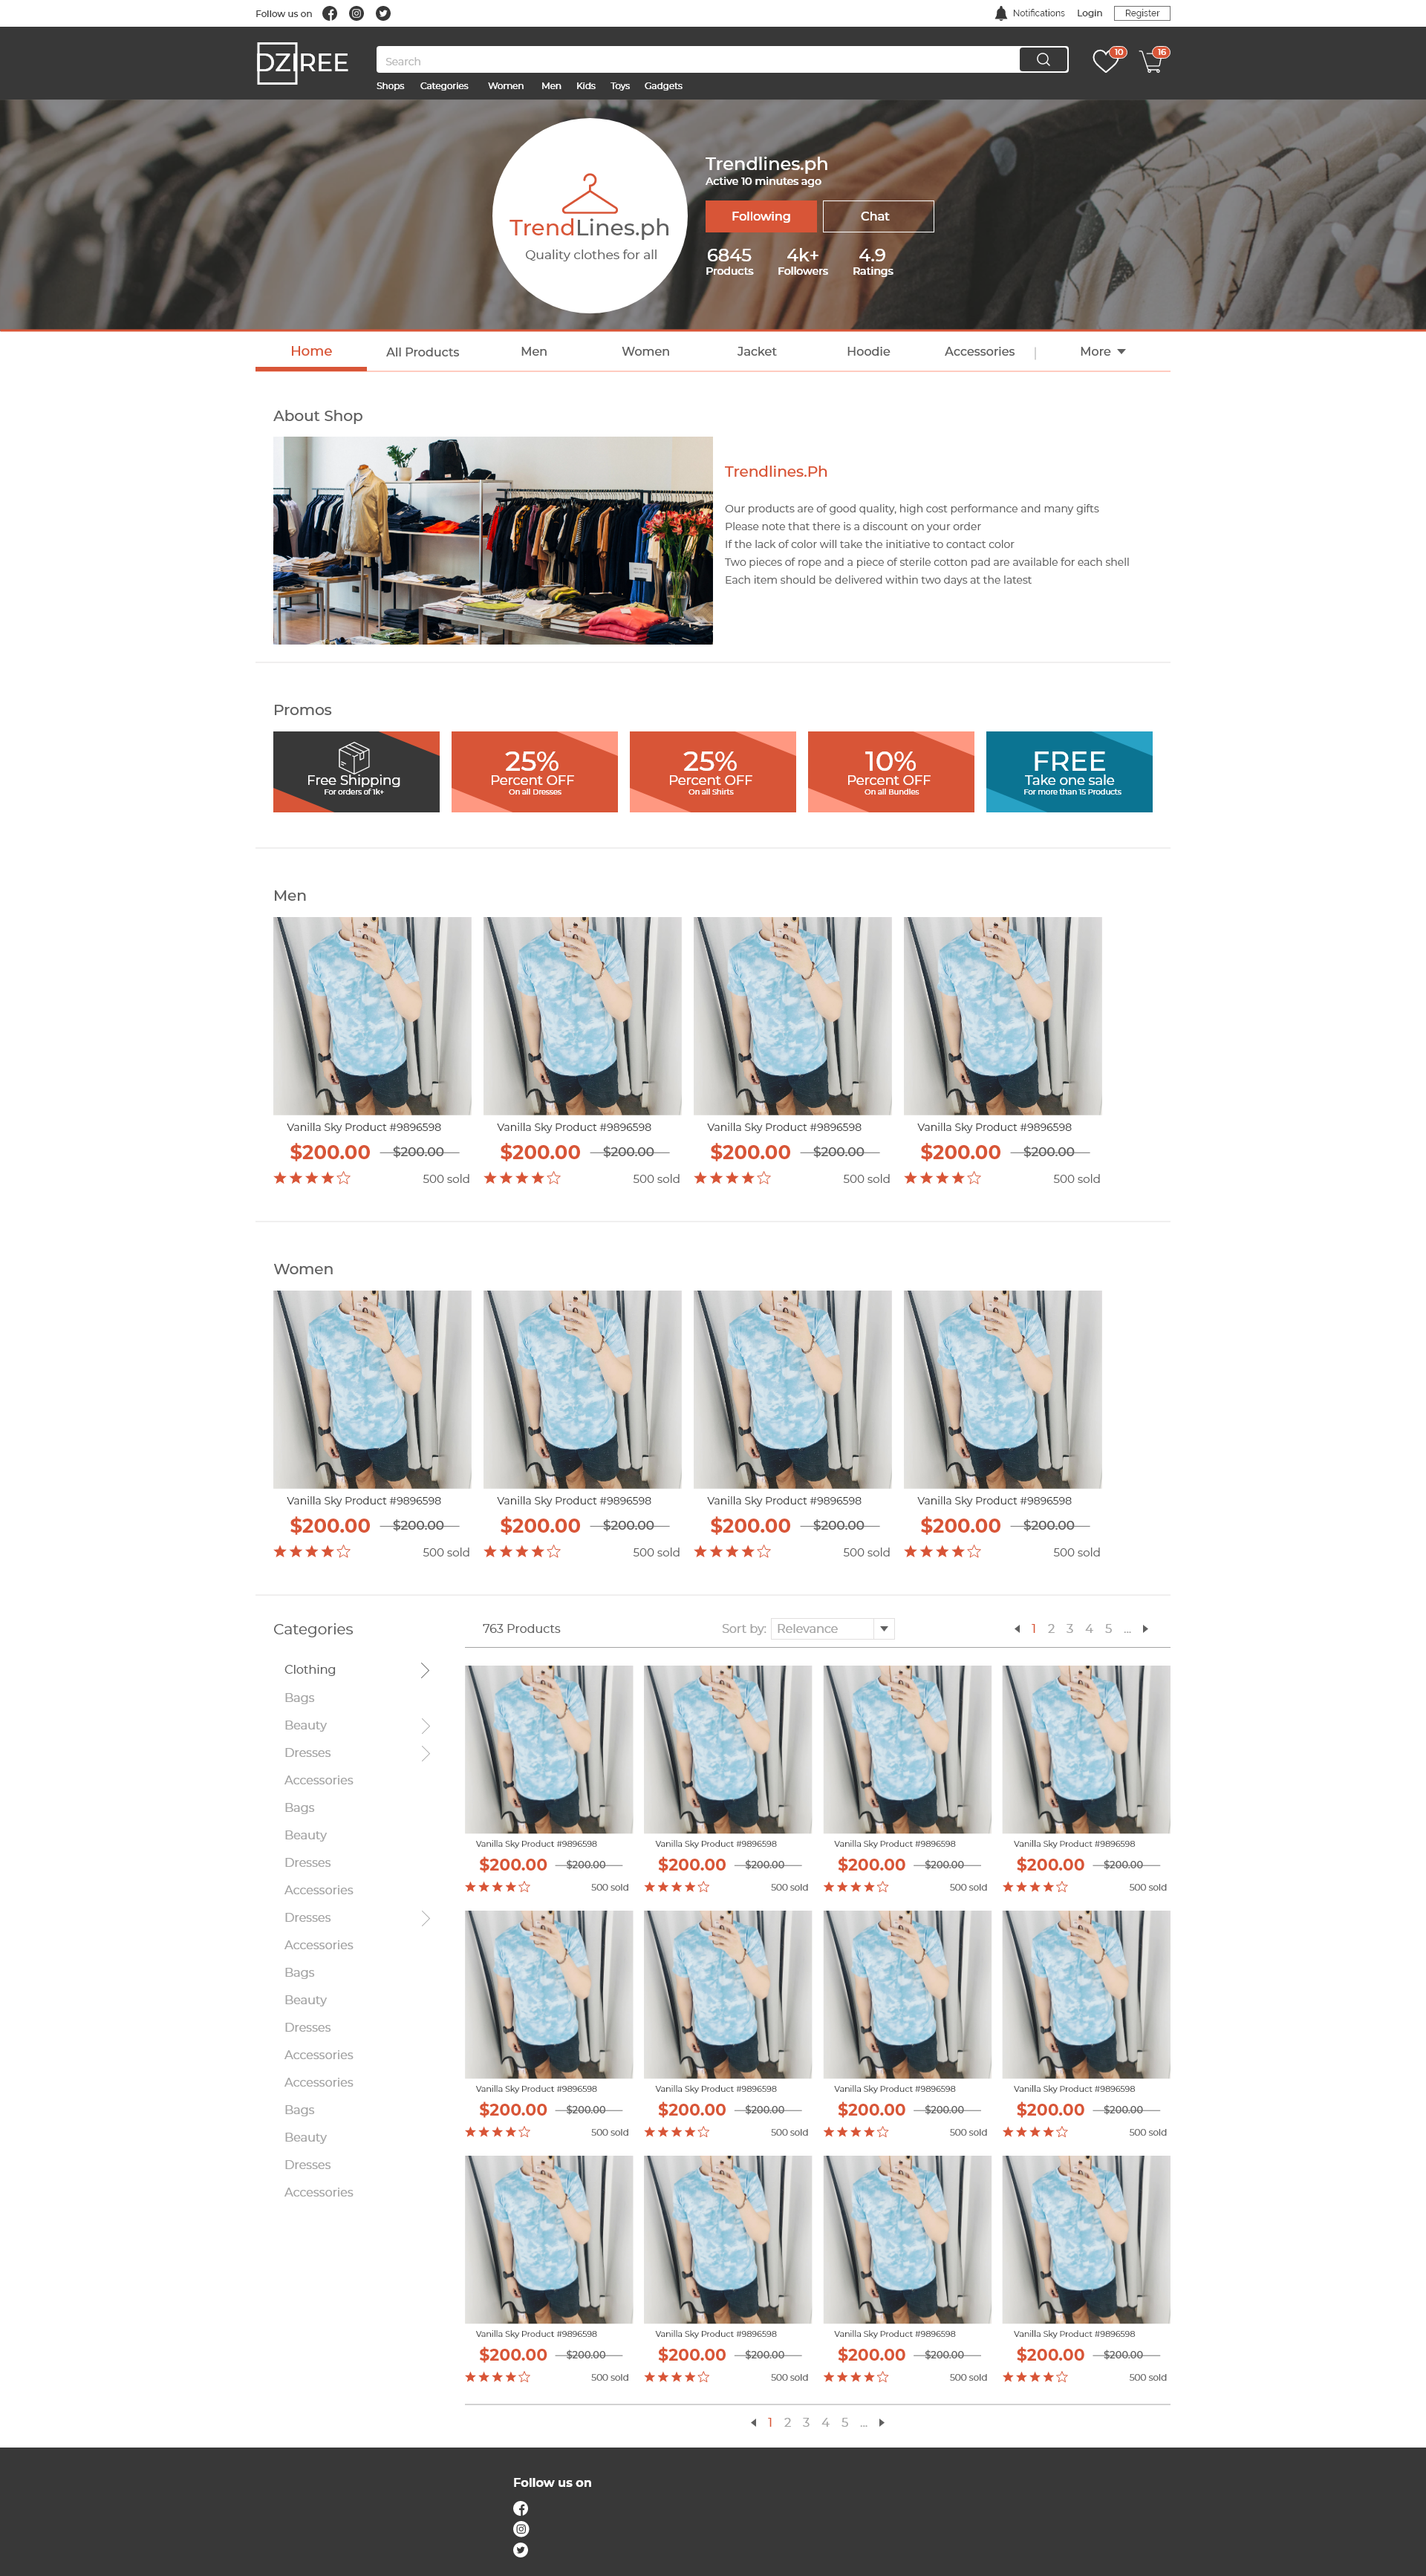 Follow us on
Notifications Login Register
DZIREE
Search
10
16
Shops Categories Women Men Kids Toys Gadgets
TrendLines.ph
Quality clothes for all
Trendlines.ph
Active 10 minutes ago
Following Chat
6845 4k+ 4.9
Products Followers Ratings
Home All Products Men Women Jacket Hoodie Accessories | More
About Shop
Trendlines.Ph
Our products are of good quality, high cost performance and many gifts
Please note that there is a discount on your order
If the lack of color will take the initiative to contact color
Two pieces of rope and a piece of sterile cotton pad are available for each shell
Each item should be delivered within two days at the latest
Promos
Free Shipping
For orders of 1k+
25%
Percent OFF
On all Dresses
25%
Percent OFF
On all Shirts
10%
Percent OFF
On all Bundles
FREE
Take one sale
For more than 15 Products
Men
Vanilla Sky Product #9896598 Vanilla Sky Product #9896598 Vanilla Sky Product #9896598 Vanilla Sky Product #9896598
$200.00 $200.00 $200.00 $200.00 $200.00 $200.00 $200.00 $200.00
500 sold 500 sold 500 sold 500 sold
Women
Vanilla Sky Product #9896598 Vanilla Sky Product #9896598 Vanilla Sky Product #9896598 Vanilla Sky Product #9896598
$200.00 $200.00 $200.00 $200.00 $200.00 $200.00 $200.00 $200.00
500 sold 500 sold 500 sold 500 sold
Categories
Clothing
Bags
Beauty
Dresses
Accessories
Bags
Beauty
Dresses
Accessories
Dresses
Accessories
Bags
Beauty
Dresses
Accessories
Accessories
Bags
Beauty
Dresses
Accessories
763 Products Sort by: Relevance 1 2 3 4 5 ...
Vanilla Sky Product #9896598 Vanilla Sky Product #9896598 Vanilla Sky Product #9896598 Vanilla Sky Product #9896598
$200.00 $200.00 $200.00 $200.00 $200.00 $200.00 $200.00 $200.00
500 sold 500 sold 500 sold 500 sold
Vanilla Sky Product #9896598 Vanilla Sky Product #9896598 Vanilla Sky Product #9896598 Vanilla Sky Product #9896598
$200.00 $200.00 $200.00 $200.00 $200.00 $200.00 $200.00 $200.00
500 sold 500 sold 500 sold 500 sold
Vanilla Sky Product #9896598 Vanilla Sky Product #9896598 Vanilla Sky Product #9896598 Vanilla Sky Product #9896598
$200.00 $200.00 $200.00 $200.00 $200.00 $200.00 $200.00 $200.00
500 sold 500 sold 500 sold 500 sold
1 2 3 4 5 ...
Follow us on